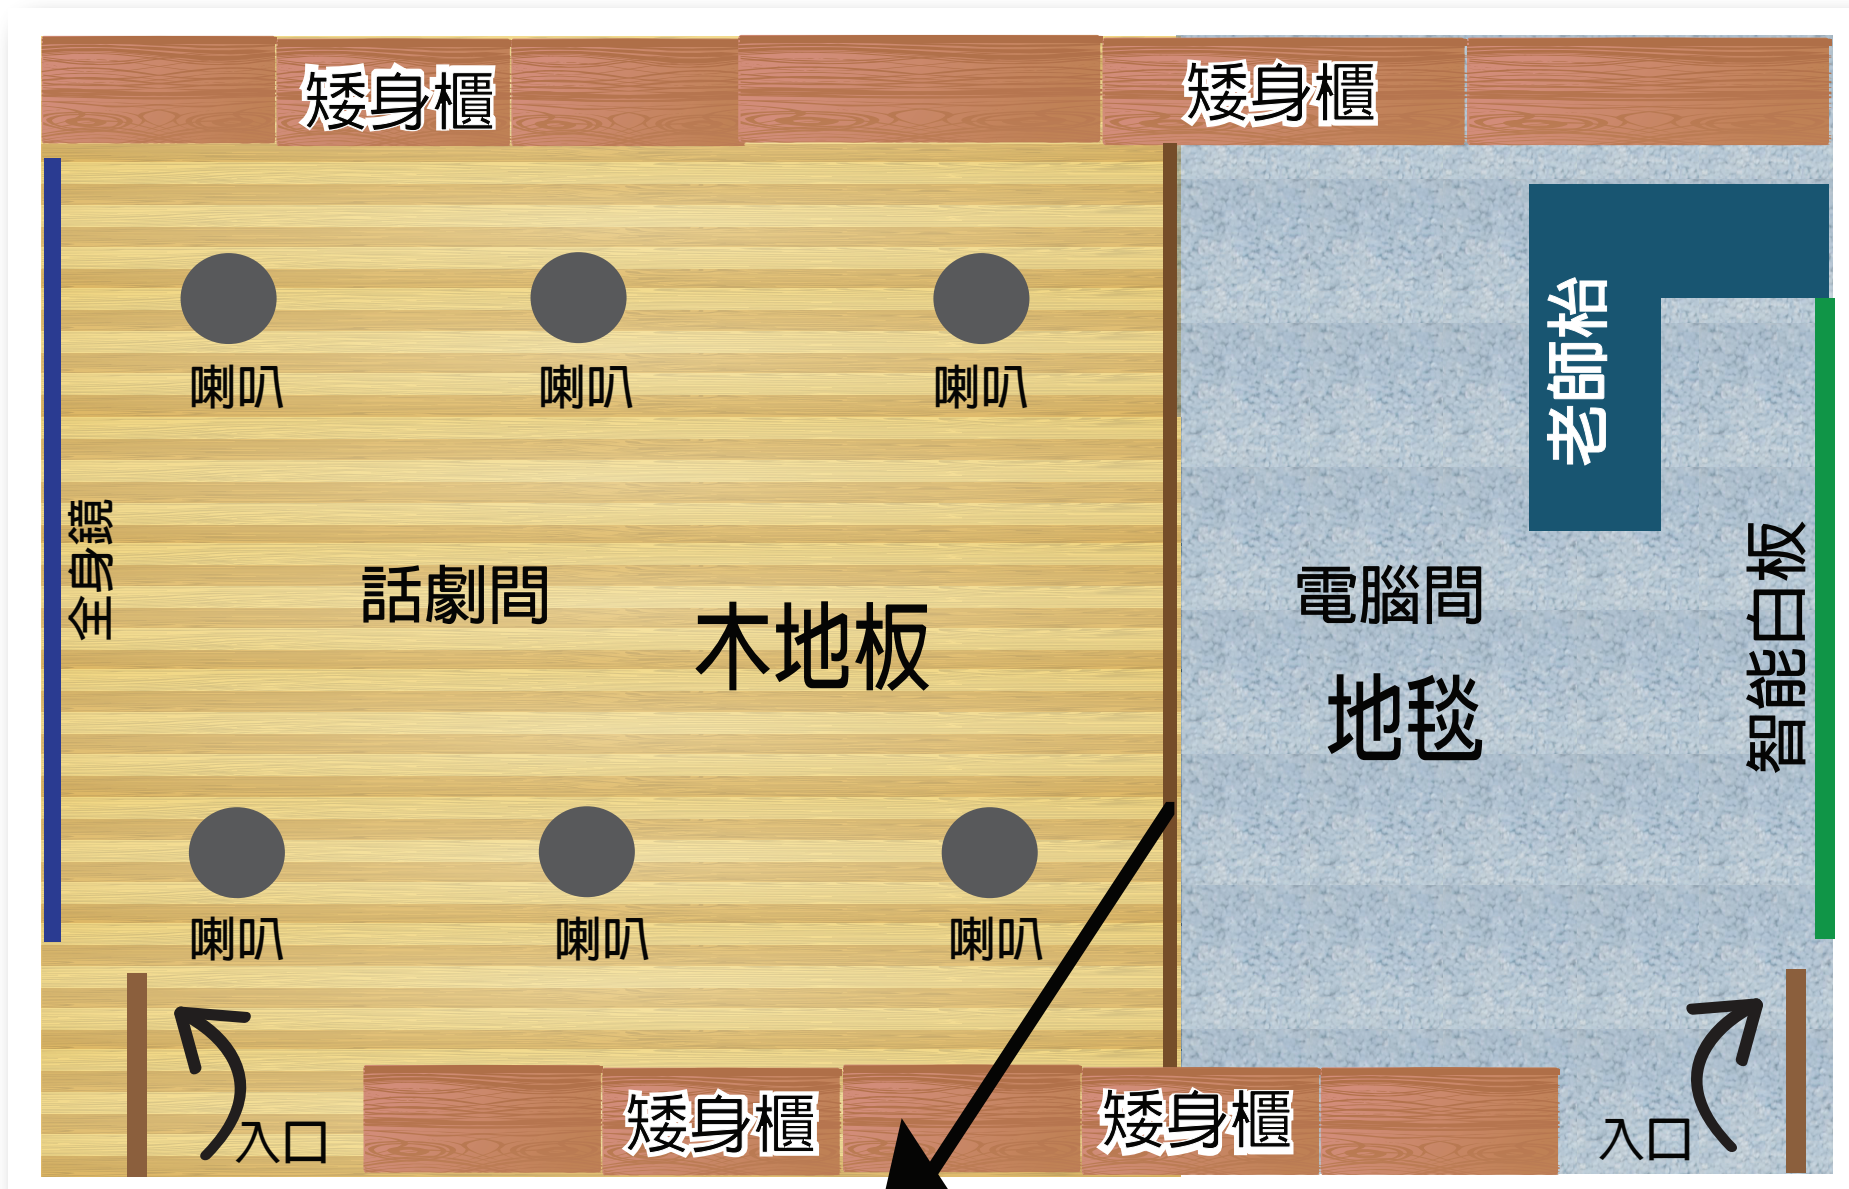 矮身櫃
矮身櫃
喇叭
喇叭
喇叭
老師枱
全身鏡
話劇間
木地板
電腦間
地毯
智能白板
喇叭
喇叭
喇叭
入口
矮身櫃
矮身櫃
入口